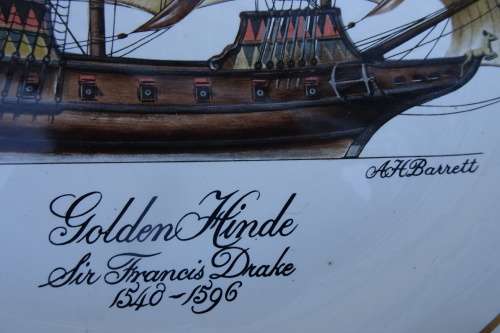 A H Barrett
Golden Hinde
Sir Francis Drake
1540-1596